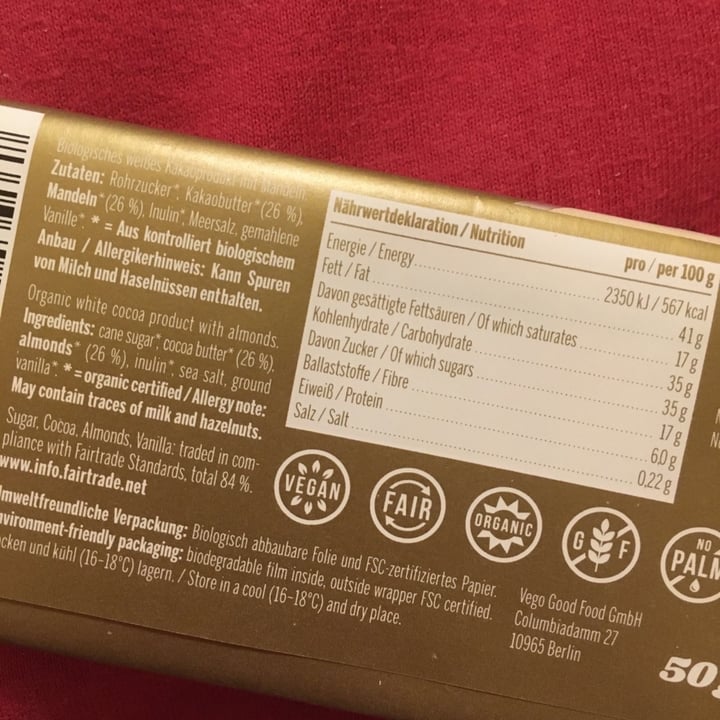 Biologisches weißes Kakaoprodukt mit Mandeln.
Zutaten: Rohrzucker*, Kakaobutter* (26 %),
Mandeln* (26 %), Inulin*, Meersalz, gemahlene
Vanille*. * = Aus kontrolliert biologischem
Anbau / Allergikerhinweis: Kann Spuren
von Milch und Haselnüssen enthalten.
Organic white cocoa product with almonds.
Ingredients: cane sugar* cocoa butter* (26 %),
almonds* (26 %), inulin*, sea salt, ground
vanilla*. * = organic certified / Allergy note:
May contain traces of milk and hazelnuts.
Sugar, Cocoa, Almonds, Vanilla: traded in com-
pliance with Fairtrade Standards, total 84 %.
www.info.fairtrade.net
Nährwertdeklaration / Nutrition pro / per 100 g
Energie / Energy 2350 kJ / 567 kcal
Fett / Fat 41 g
Davon gesättigte Fettsäuren / Of which saturates 17 g
Kohlenhydrate / Carbohydrate 35 g
Davon Zucker / Of which sugars 35 g
Ballaststoffe / Fibre 17 g
Eiweiß / Protein 6,0 g
Salz / Salt 0,22 g
VEGAN
FAIR
ORGANIC
G F
NO
PALM
mweltfreundliche Verpackung: Biologisch abbaubare Folie und FSC-zertifiziertes Papier.
nvironment-friendly packaging: biodegradable film inside, outside wrapper FSC certified.
cken und kühl (16-18°C) lagern. / Store in a cool (16-18°C) and dry place.
Vego Good Food GmbH
Columbiadamm 27
10965 Berlin
50